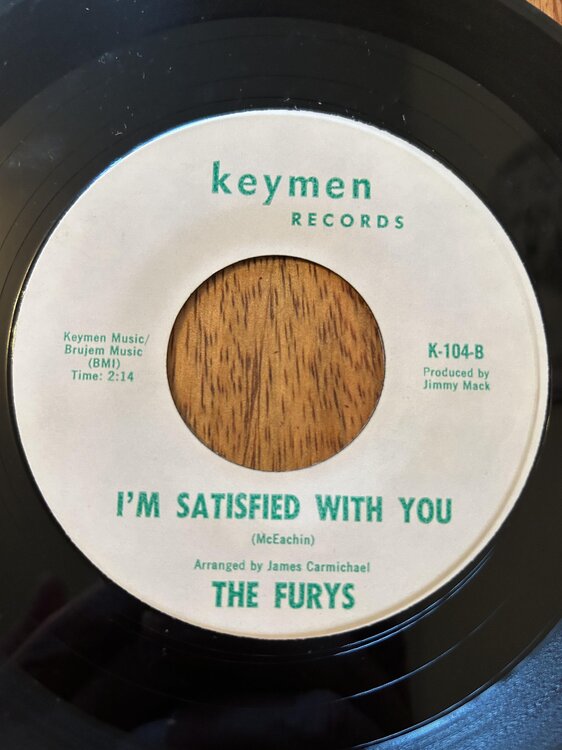 keymen
RECORDS
Keymen Music/
Brujem Music
(BMI)
Time: 2:14
K-104-B
Produced by
Jimmy Mack
I'M SATISFIED WITH YOU
(McEachin)
Arranged by James Carmichael
THE FURYS